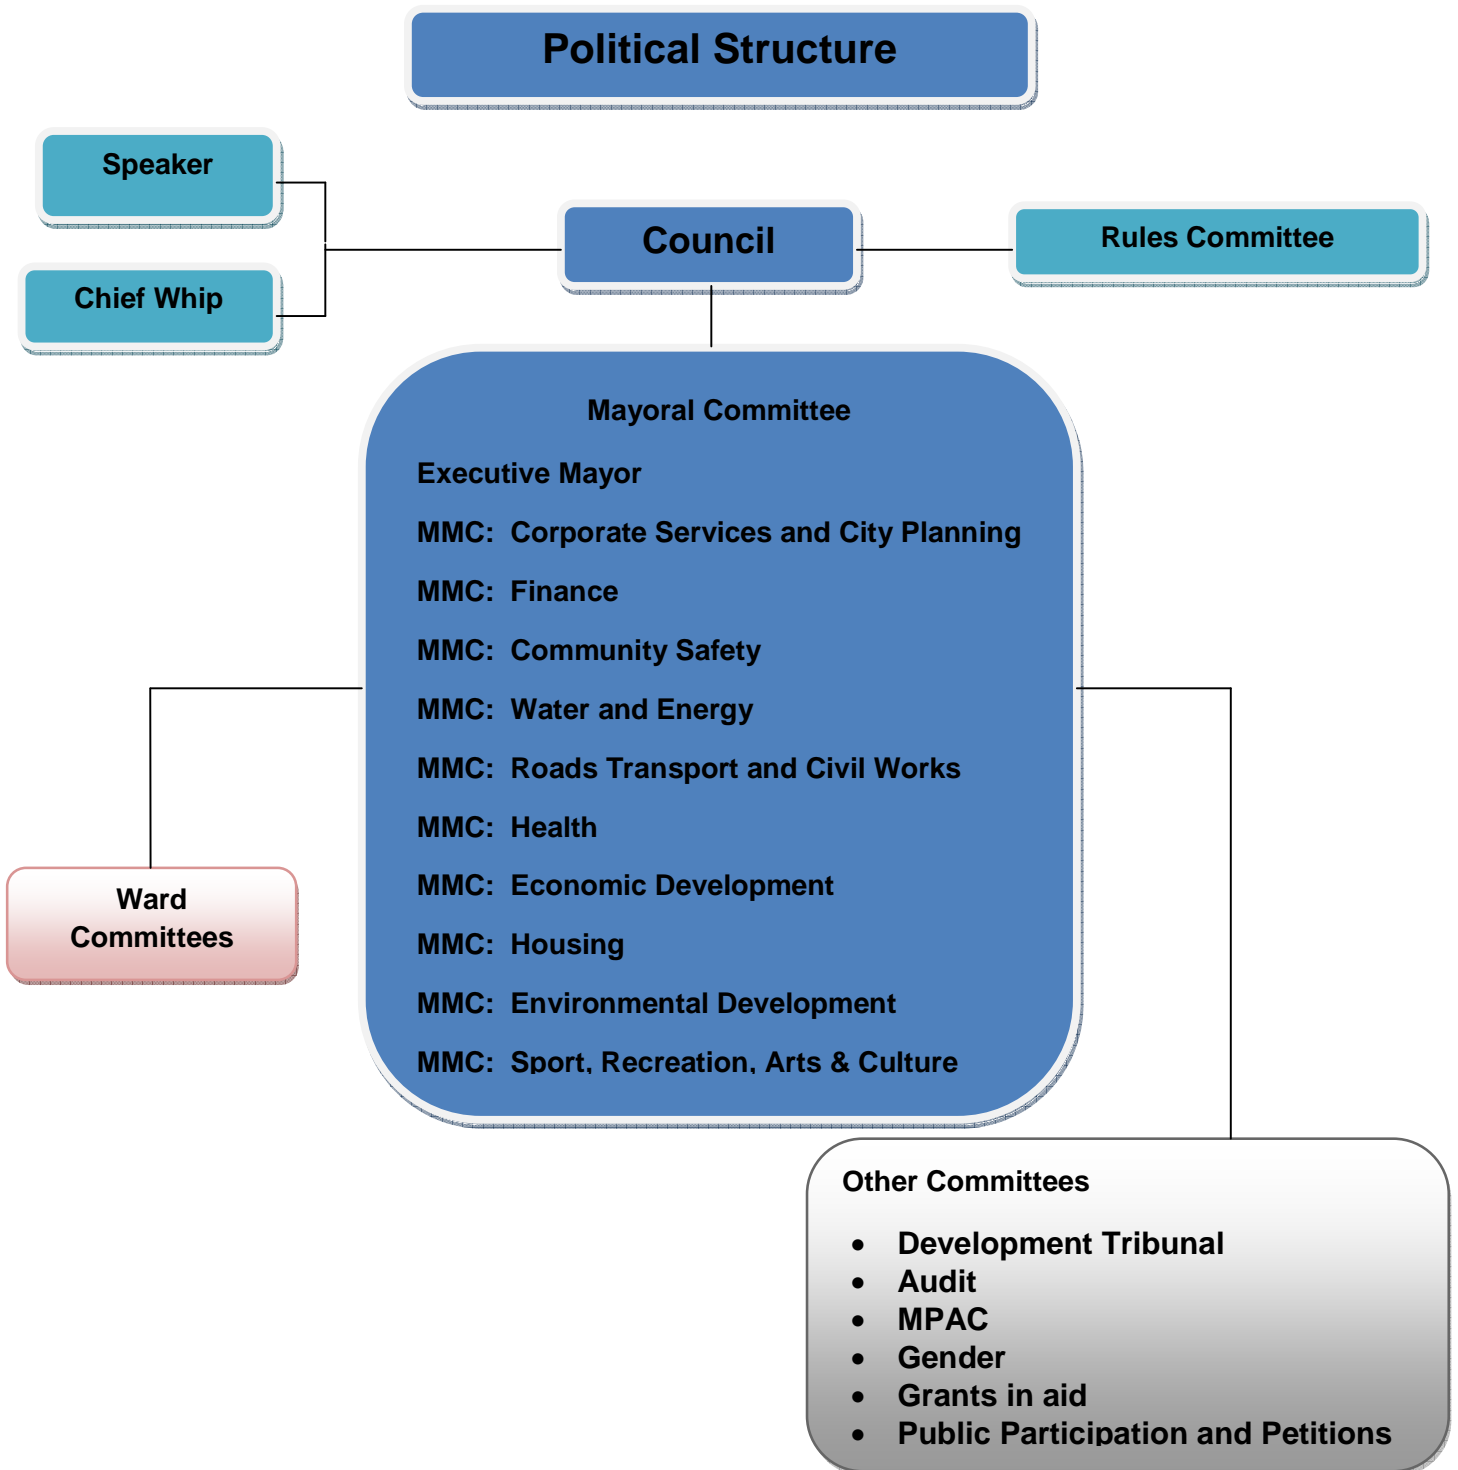 Political Structure
Speaker
Council
Rules Committee
Chief Whip
Mayoral Committee
Executive Mayor
MMC: Corporate Services and City Planning
MMC: Finance
MMC: Community Safety
MMC: Water and Energy
MMC: Roads Transport and Civil Works
MMC: Health
MMC: Economic Development
MMC: Housing
MMC: Environmental Development
MMC: Sport, Recreation, Arts & Culture
Ward
Committees
Other Committees
• Development Tribunal
• Audit
• MPAC
• Gender
• Grants in aid
• Public Participation and Petitions